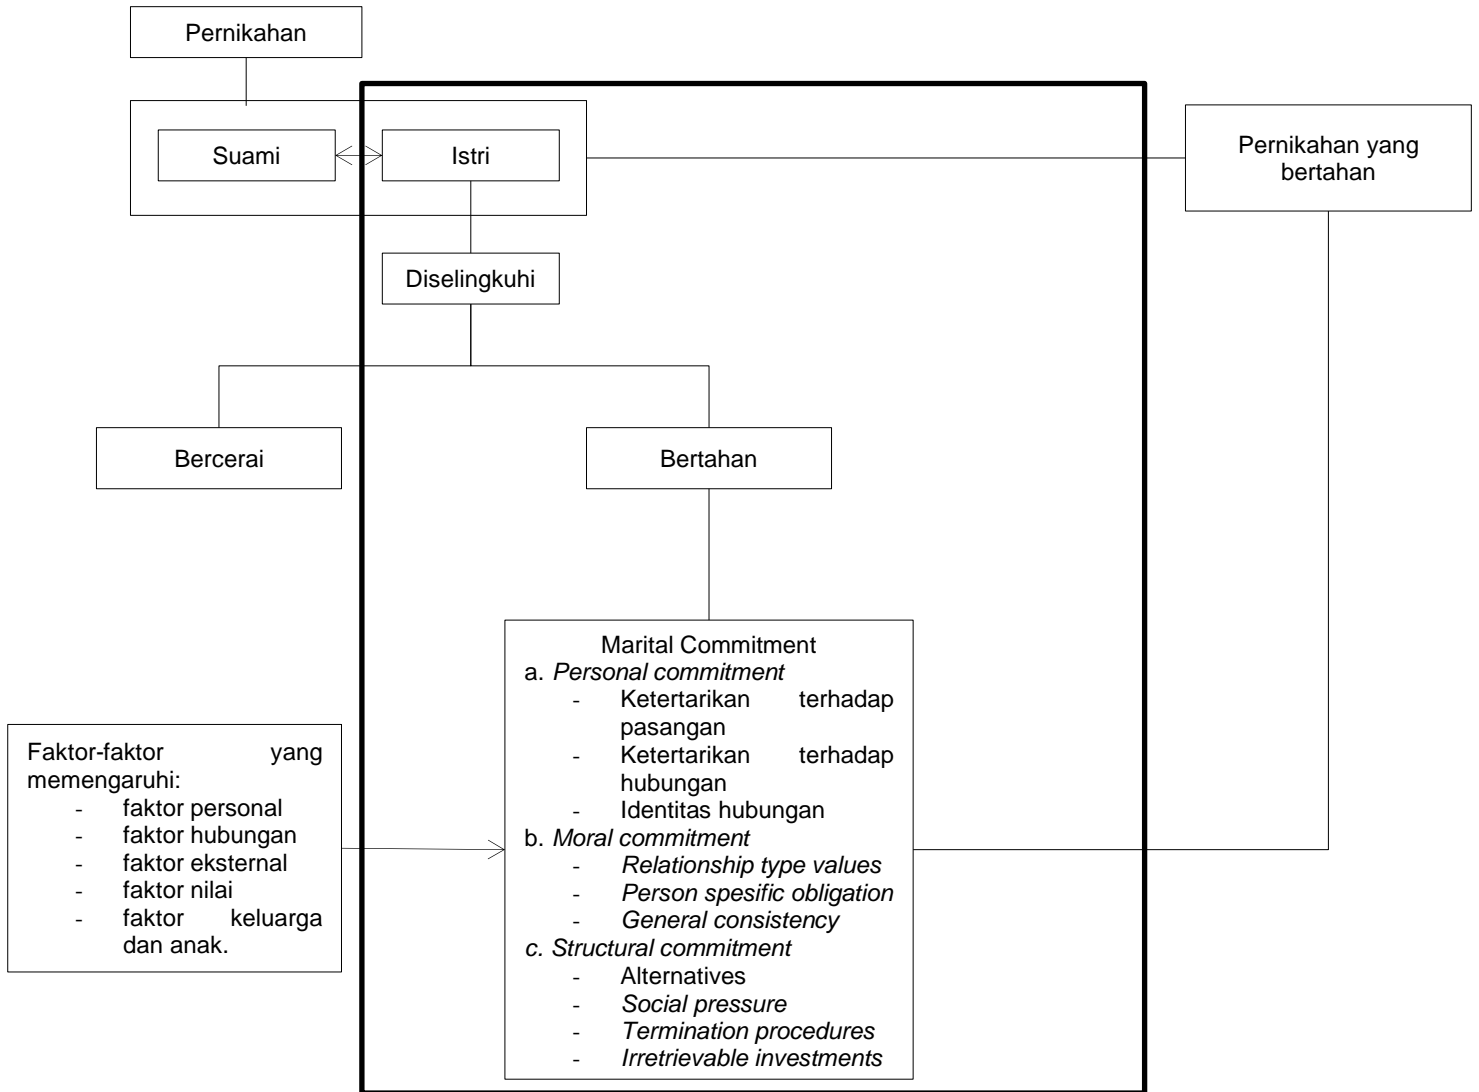 Pernikahan
Suami
Istri
Pernikahan yang
bertahan
Diselingkuhi
Bercerai
Bertahan
Marital Commitment
a. Personal commitment
- Ketertarikan terhadap
pasangan
- Ketertarikan terhadap
hubungan
- Identitas hubungan
b. Moral commitment
- Relationship type values
- Person spesific obligation
- General consistency
c. Structural commitment
- Alternatives
- Social pressure
- Termination procedures
- Irretrievable investments
Faktor-faktor yang
memengaruhi:
- faktor personal
- faktor hubungan
- faktor eksternal
- faktor nilai
- faktor keluarga
dan anak.